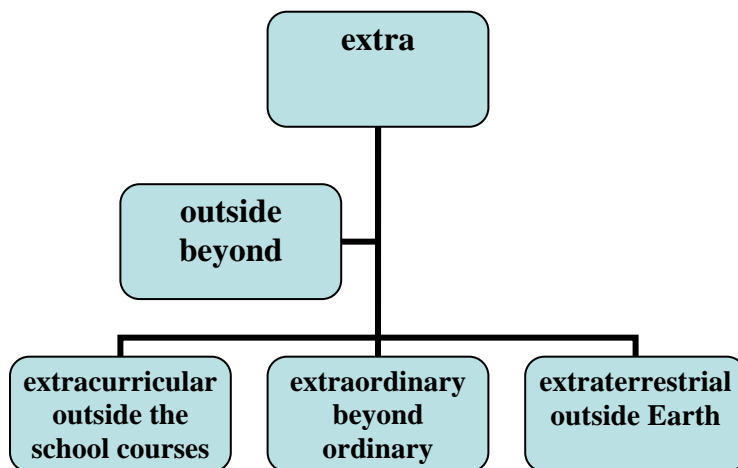 extra
outside
beyond
extracurricular
outside the
school courses
extraordinary
beyond
ordinary
extraterrestrial
outside Earth